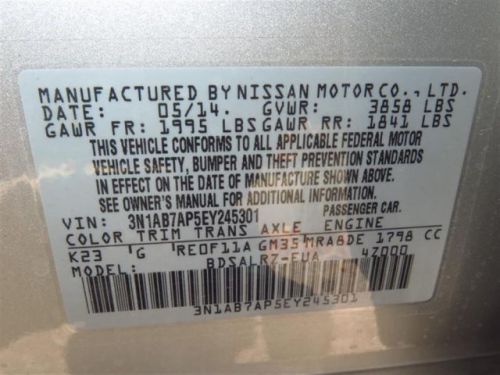 MANUFACTURED BY NISSAN MOTOR CO., LTD.
DATE: 05/14. GVWR: 3858 LBS
GAWR FR: 1995 LBS GAWR RR: 1841 LBS
THIS VEHICLE CONFORMS TO ALL APPLICABLE FEDERAL MOTOR
VEHICLE SAFETY, BUMPER AND THEFT PREVENTION STANDARDS
IN EFFECT ON THE DATE OF MANUFACTURE SHOWN ABOVE.
SEE OWNER'S MANUAL FOR ADDITIONAL INFORMATION.
VIN: 3N1AB7AP5EY245301 PASSENGER CAR.
COLOR TRIM TRANS AXLE ENGINE
K23 G RE0F11A GM35 MRA8DE 1798 CC
MODEL: BDSALRZ-EUA 4Z000
3N1AB7AP5EY245301